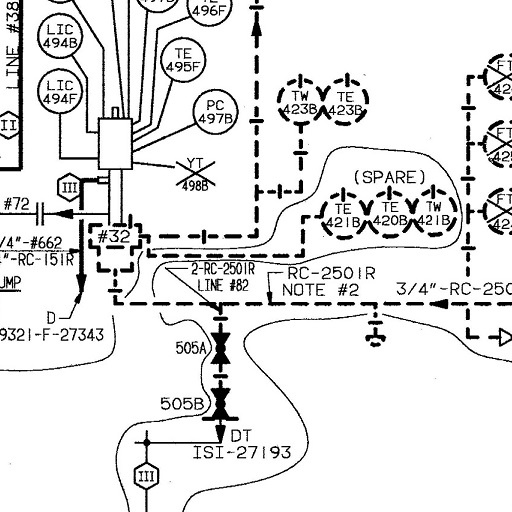 496F
LIC
494B
TE
495F
LIC
494F
PC
497B
LINE #38
II
TW
423B
TE
423B
YT
498B
III
#72
(SPARE)
TE
421B
TE
420B
TW
421B
#32
/4"-#662
"-RC-151R
UMP
2-RC-2501R
LINE #82
RC-2501R
NOTE #2
3/4"-RC-250
D
9321-F-27343
505A
505B
DT
ISI-27193
III
FT
FT
FT